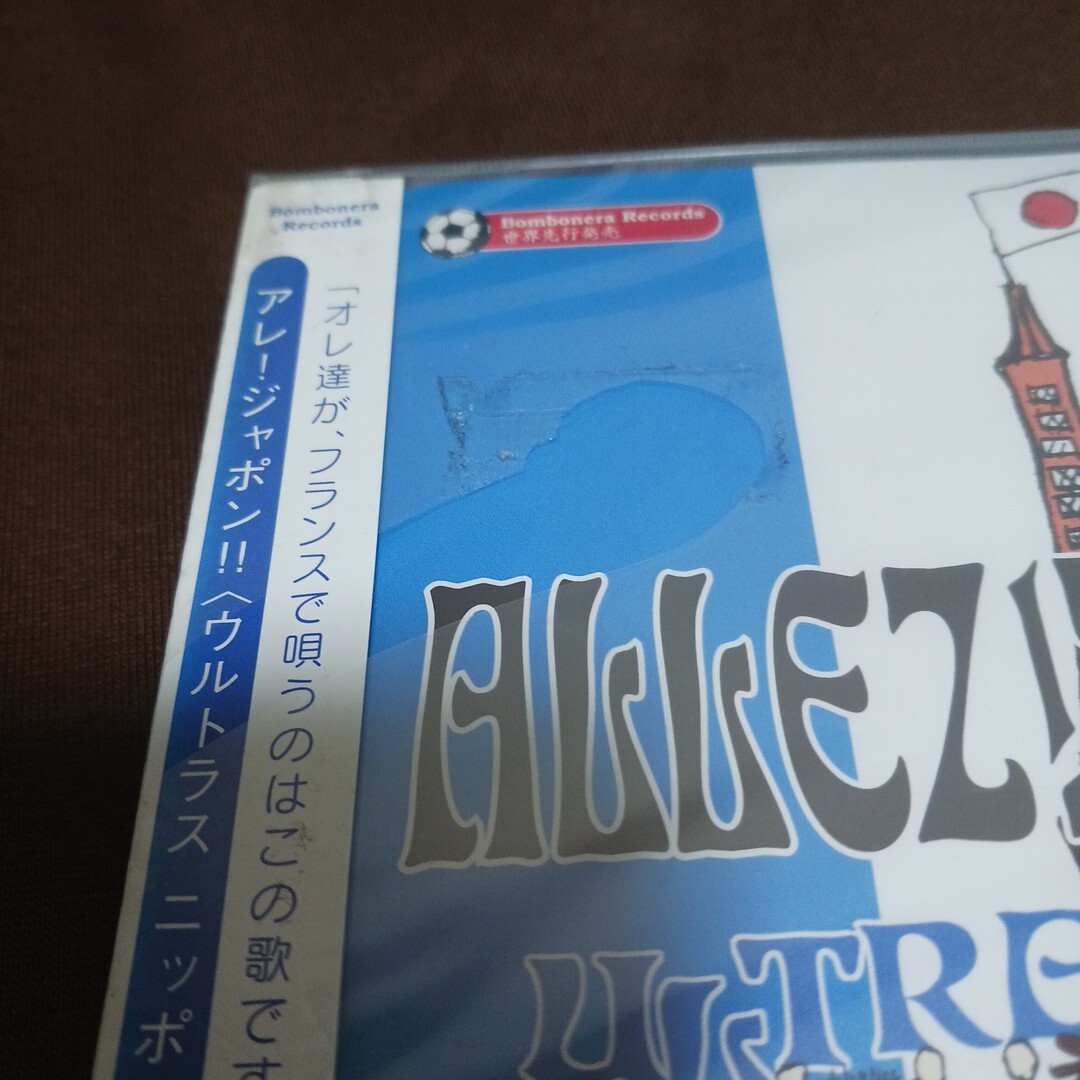 Bombonera
Records
「オレ達が、フランスで唄うのはこの歌です
アレ!ジャポン!!〈ウルトラス ニッポ
Bombonera Records
世界先行発売
ALLEZ!
ULTR